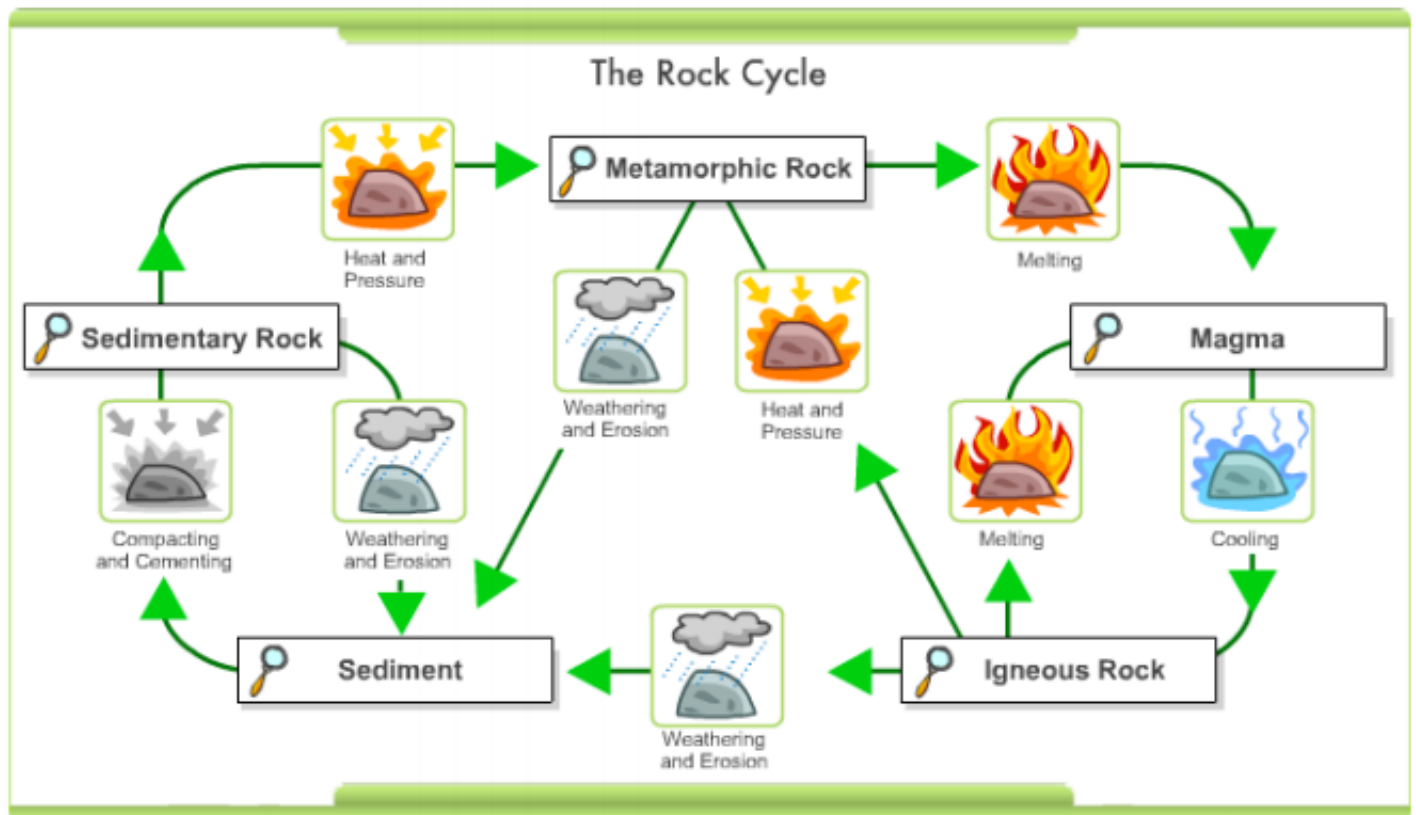 The Rock Cycle
Heat and
Pressure
Metamorphic Rock
Melting
Sedimentary Rock
Weathering
and Erosion
Heat and
Pressure
Magma
Compacting
and Cementing
Weathering
and Erosion
Melting
Cooling
Sediment
Weathering
and Erosion
Igneous Rock